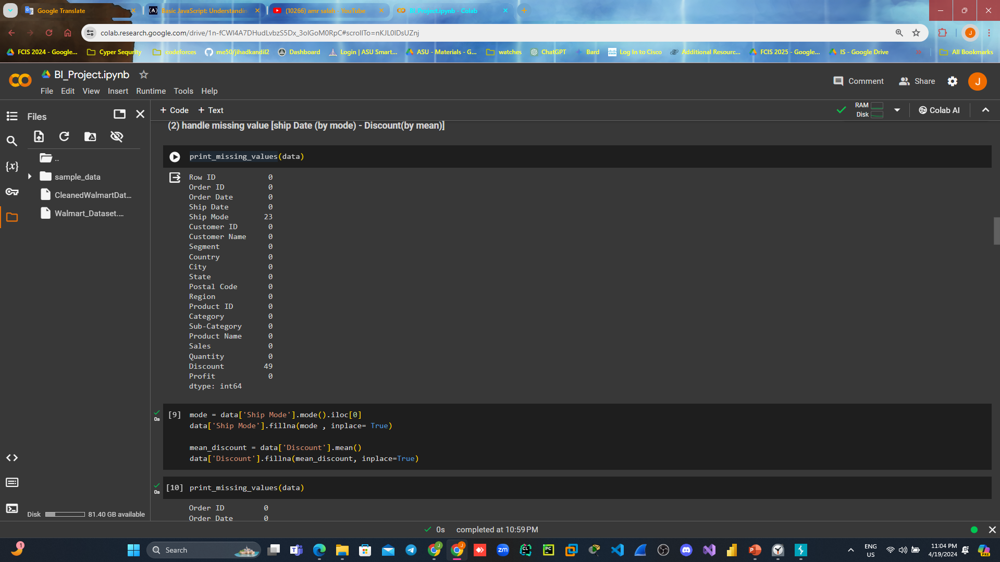 Google Translate
Basic JavaScript: Understandin
(10266) amr salah - YouTube
BI_Project.ipynb - Colab
colab.research.google.com/drive/1n-fCWI4A7DHudLvbzS5Dx_3oIGoM0RpC#scrollTo=nKJL0IDsUZnj
FCIS 2024 - Google...
Cyper Sequrity
codeforces
me50/jihadkandil2
Dashboard
Login | ASU Smart...
ASU - Materials - G...
watches
ChatGPT
Bard
Log In to Cisco
Additional Resourc...
FCIS 2025 - Google...
IS - Google Drive
All Bookmarks
BI_Project.ipynb
File Edit View Insert Runtime Tools Help
Comment
Share
J
Files
+ Code + Text
RAM
Disk
Colab AI
..
sample_data
CleanedWalmartDat...
Walmart_Dataset....
(2) handle missing value [ship Date (by mode) - Discount(by mean)]
print_missing_values(data)
Row ID 0
Order ID 0
Order Date 0
Ship Date 0
Ship Mode 23
Customer ID 0
Customer Name 0
Segment 0
Country 0
City 0
State 0
Postal Code 0
Region 0
Product ID 0
Category 0
Sub-Category 0
Product Name 0
Sales 0
Quantity 0
Discount 49
Profit 0
dtype: int64
0s
[9] mode = data['Ship Mode'].mode().iloc[0]
data['Ship Mode'].fillna(mode , inplace= True)
mean_discount = data['Discount'].mean()
data['Discount'].fillna(mean_discount, inplace=True)
0s
[10] print_missing_values(data)
Order ID 0
Order Date 0
Disk 81.40 GB available
0s completed at 10:59 PM
1
Search
ENG
US
11:04 PM
4/19/2024